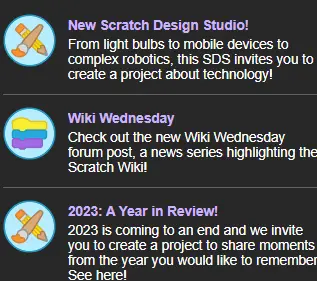 New Scratch Design Studio!
From light bulbs to mobile devices to
complex robotics, this SDS invites you to
create a project about technology!
Wiki Wednesday
Check out the new Wiki Wednesday
forum post, a news series highlighting the
Scratch Wiki!
2023: A Year in Review!
2023 is coming to an end and we invite
you to create a project to share moments
from the year you would like to remember
See here!